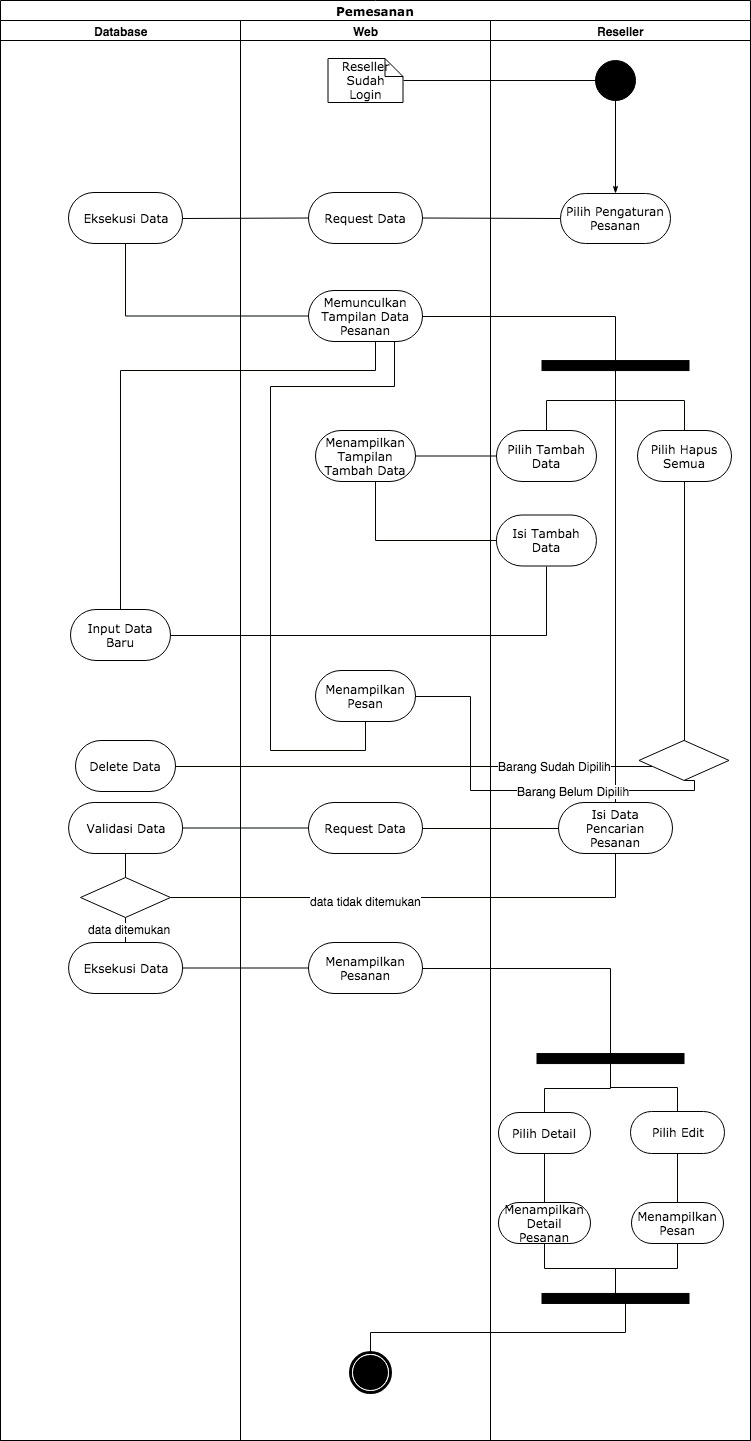 Pemesanan
Database
Web
Reseller
Reseller
Sudah
Login
Eksekusi Data
Request Data
Pilih Pengaturan
Pesanan
Memunculkan
Tampilan Data
Pesanan
Menampilkan
Tampilan
Tambah Data
Pilih Tambah
Data
Pilih Hapus
Semua
Isi Tambah
Data
Input Data
Baru
Menampilkan
Pesan
Delete Data
Barang Sudah Dipilih
Barang Belum Dipilih
Validasi Data
Request Data
Isi Data
Pencarian
Pesanan
data tidak ditemukan
data ditemukan
Eksekusi Data
Menampilkan
Pesanan
Pilih Detail
Pilih Edit
Menampilkan
Detail
Pesanan
Menampilkan
Pesan